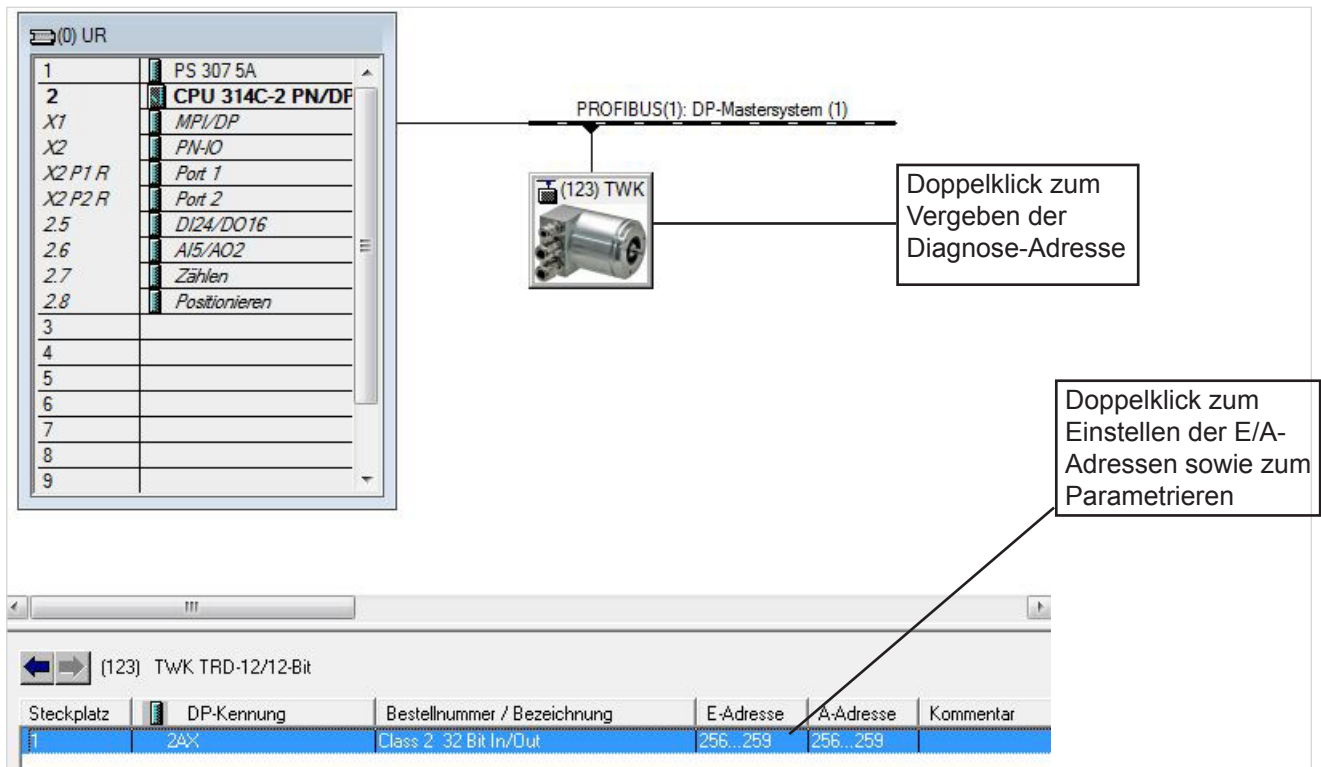 (0) UR
1 PS 307 5A
2 CPU 314C-2 PN/DP
X1 MPI/DP
X2 PN-IO
X2 P1 R Port 1
X2 P2 R Port 2
2.5 DI24/DO16
2.6 AI5/AO2
2.7 Zählen
2.8 Positionieren
3
4
5
6
7
8
9
PROFIBUS(1): DP-Mastersystem (1)
(123) TWK
Doppelklick zum
Vergeben der
Diagnose-Adresse
Doppelklick zum
Einstellen der E/A-
Adressen sowie zum
Parametrieren
(123) TWK TRD-12/12-Bit
Steckplatz DP-Kennung Bestellnummer / Bezeichnung E-Adresse A-Adresse Kommentar
1 2AX Class 2 32 Bit In/Out 256...259 256...259